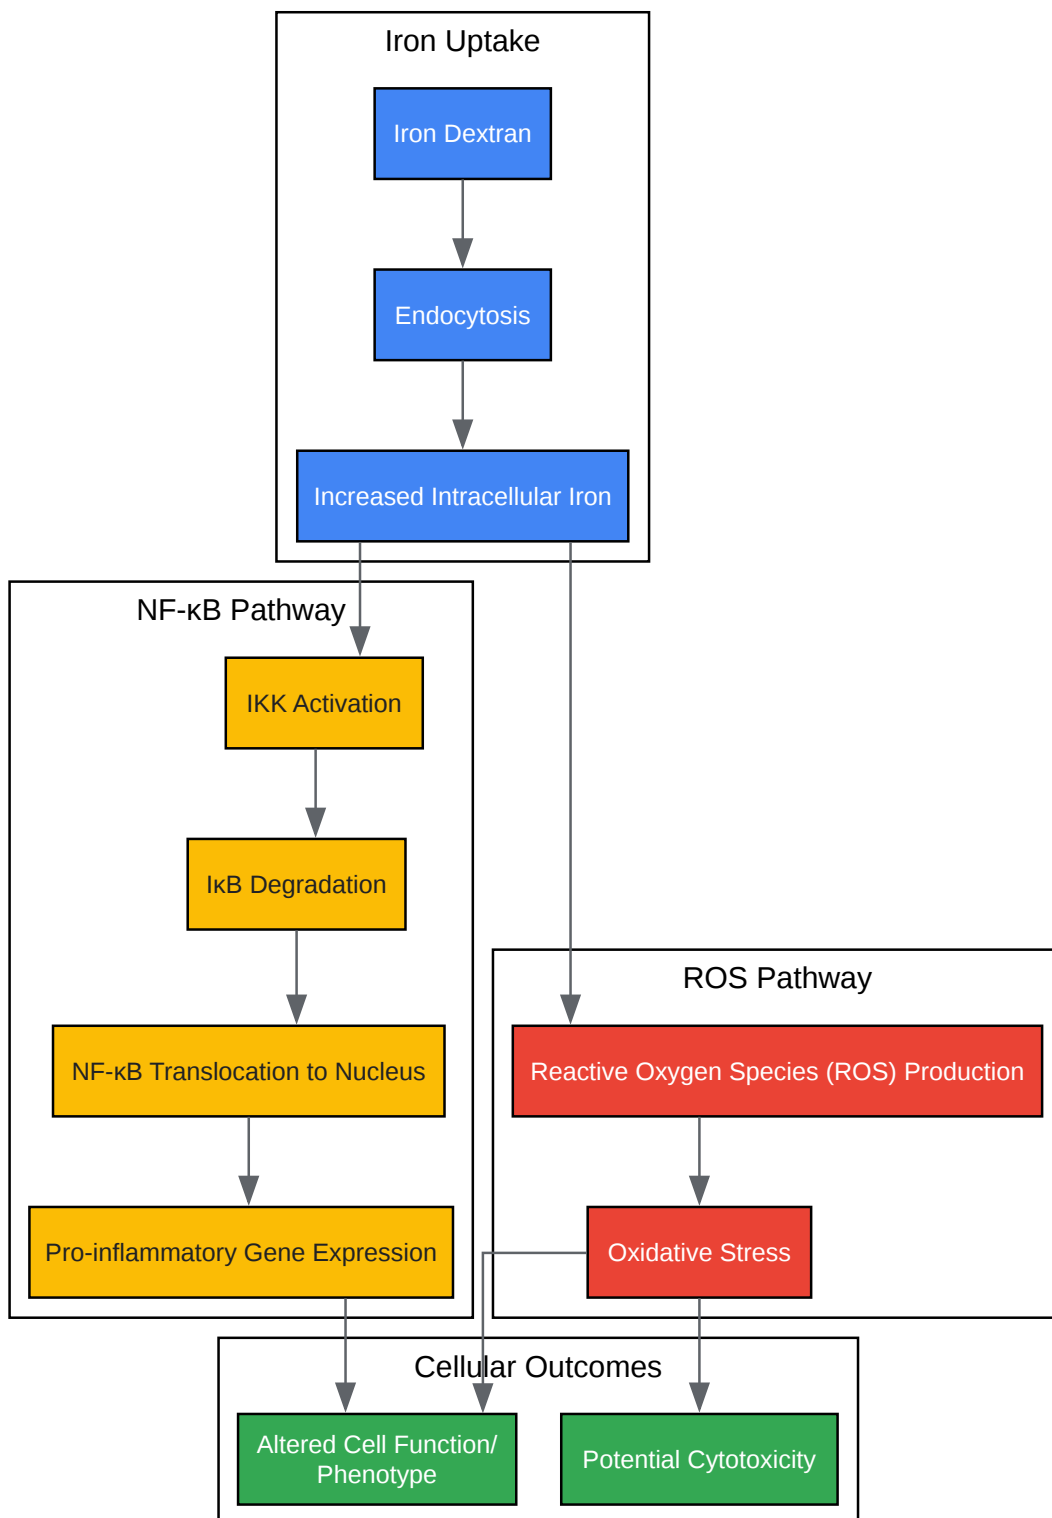 Iron Uptake
Iron Dextran
Endocytosis
Increased Intracellular Iron
NF-κB Pathway
IKK Activation
IκB Degradation
NF-κB Translocation to Nucleus
Pro-inflammatory Gene Expression
ROS Pathway
Reactive Oxygen Species (ROS) Production
Oxidative Stress
Cellular Outcomes
Altered Cell Function/
Phenotype
Potential Cytotoxicity